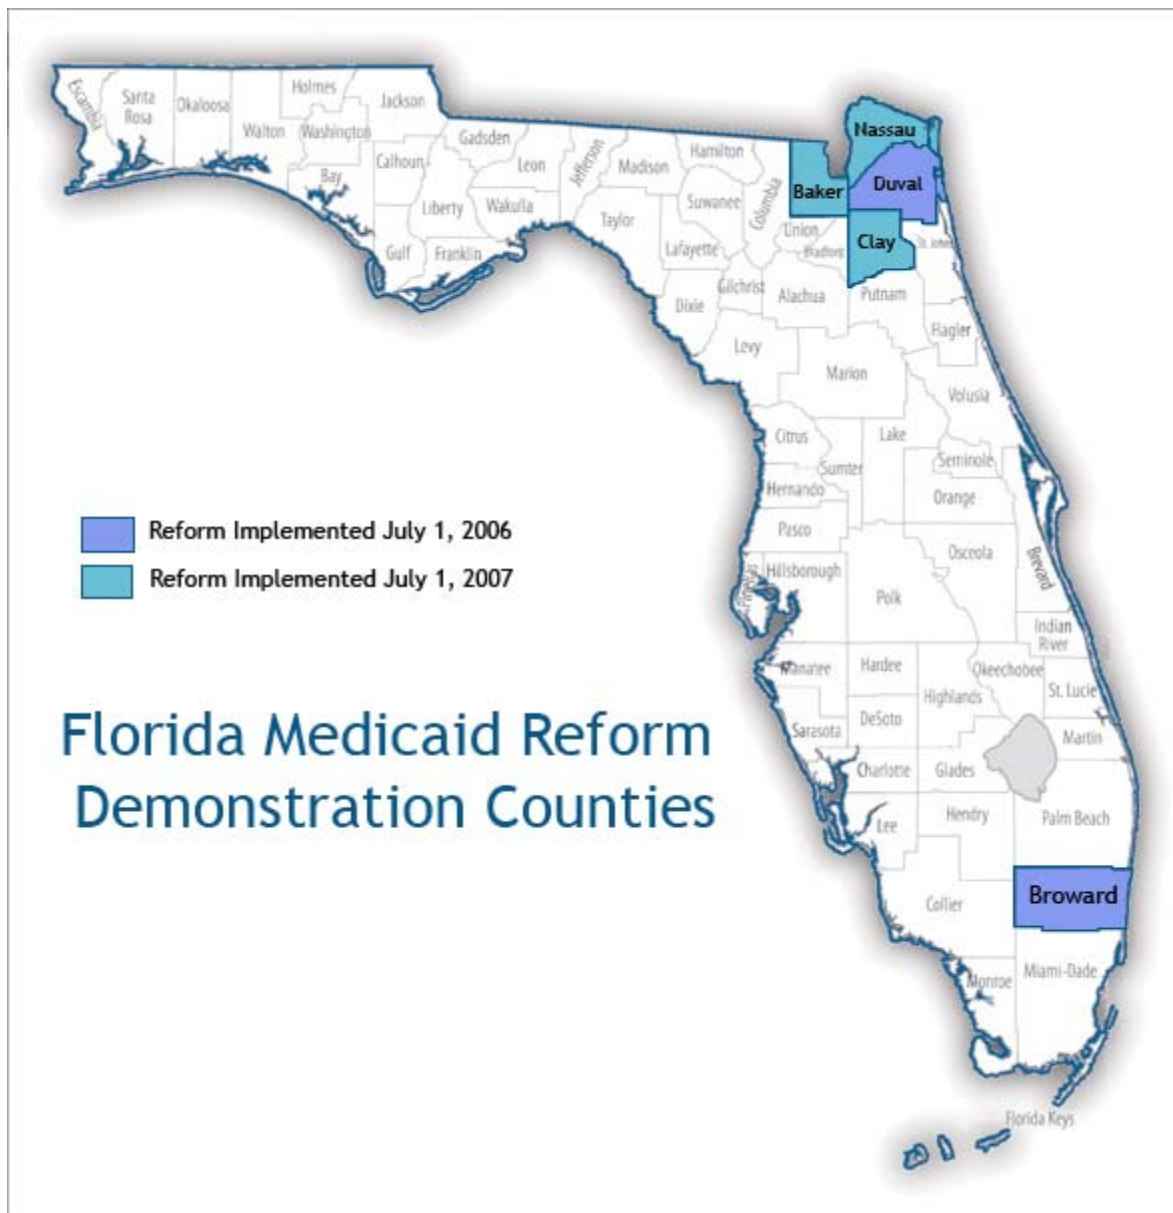 Escambia
Santa
Rosa
Okaloosa
Walton
Holmes
Washington
Jackson
Bay
Calhoun
Gulf
Liberty
Franklin
Gadsden
Leon
Wakulla
Jefferson
Madison
Taylor
Hamilton
Suwanee
Lafayette
Dixie
Columbia
Baker
Nassau
Duval
Clay
Union
Bradford
St. Johns
Gilchrist
Alachua
Putnam
Levy
Flagler
Marion
Volusia
Citrus
Sumter
Lake
Seminole
Hernando
Orange
Pasco
Osceola
Brevard
Pinellas
Hillsborough
Polk
Indian
River
Manatee
Hardee
Okeechobee
Highlands
St. Lucie
Sarasota
DeSoto
Martin
Charlotte
Glades
Lee
Hendry
Palm Beach
Collier
Broward
Monroe
Miami-Dade
Florida Keys
Reform Implemented July 1, 2006
Reform Implemented July 1, 2007
Florida Medicaid Reform
Demonstration Counties